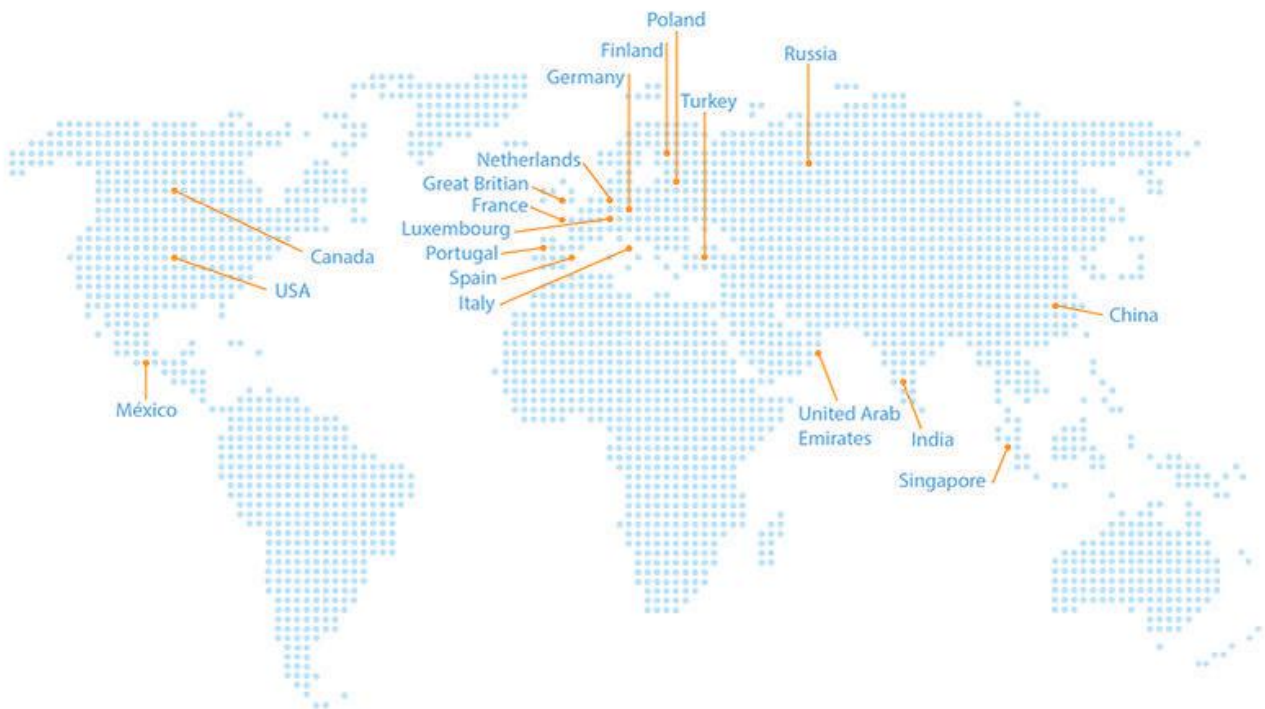 Poland
Finland
Russia
Germany
Turkey
Netherlands
Great Britian
France
Luxembourg
Canada
Portugal
Spain
USA
Italy
China
México
United Arab
Emirates
India
Singapore